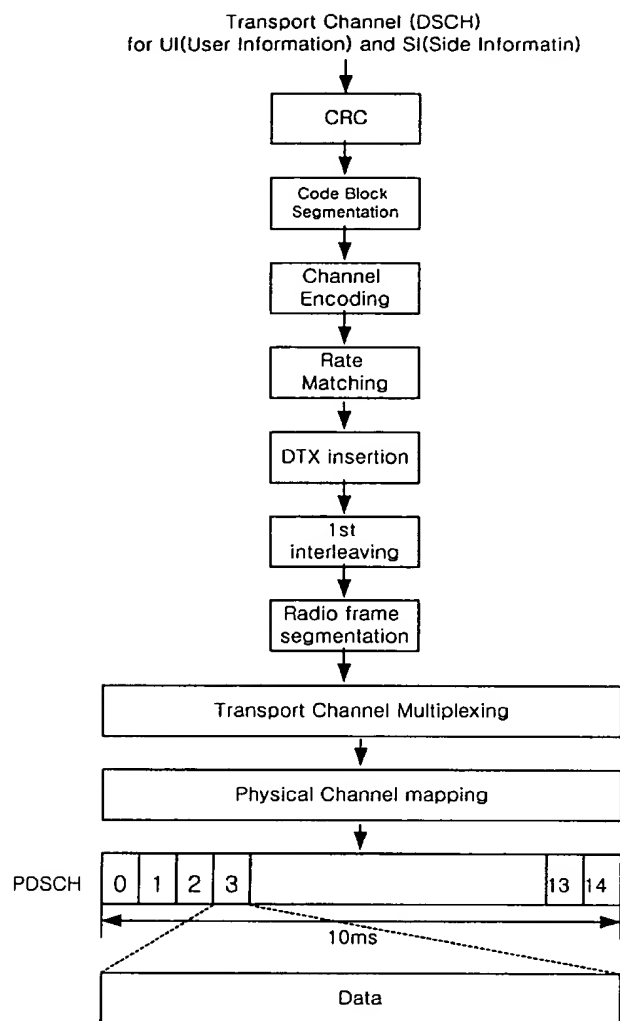 Transport Channel (DSCH)
for UI(User Information) and SI(Side Informatin)
CRC
Code Block
Segmentation
Channel
Encoding
Rate
Matching
DTX insertion
1st
interleaving
Radio frame
segmentation
Transport Channel Multiplexing
Physical Channel mapping
PDSCH 0 1 2 3 13 14
10ms
Data